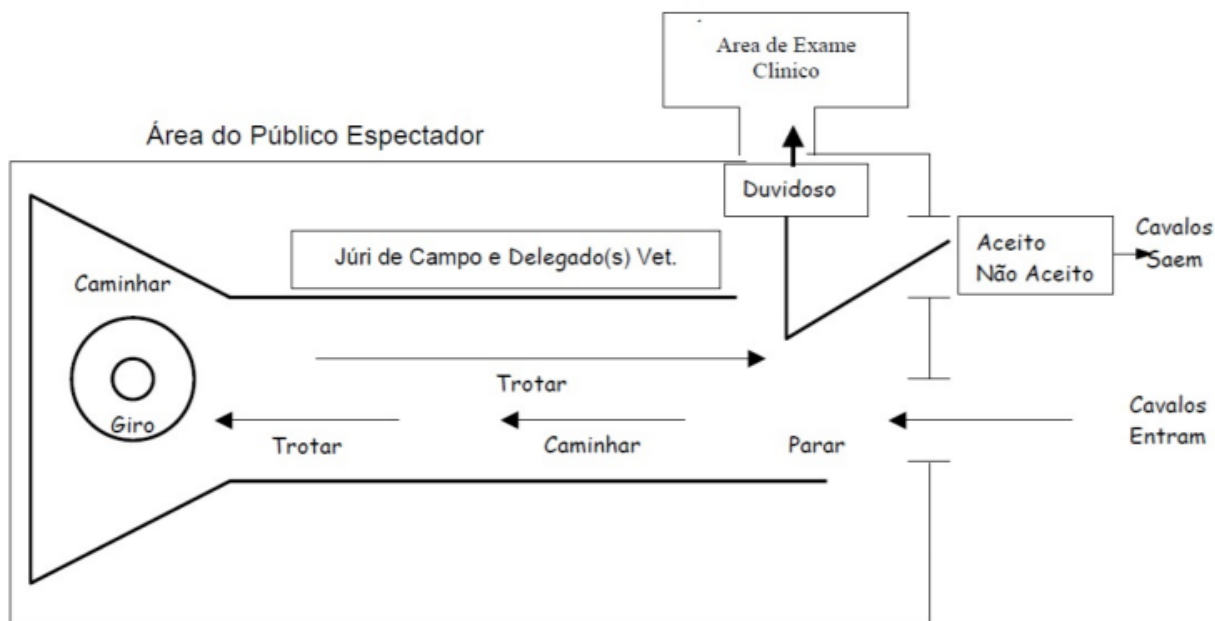 Area de Exame
Clinico
Área do Público Espectador
Duvidoso
Júri de Campo e Delegado(s) Vet.
Aceito
Não Aceito
Cavalos
Saem
Caminhar
Trotar
Giro
Trotar
Caminhar
Parar
Cavalos
Entram